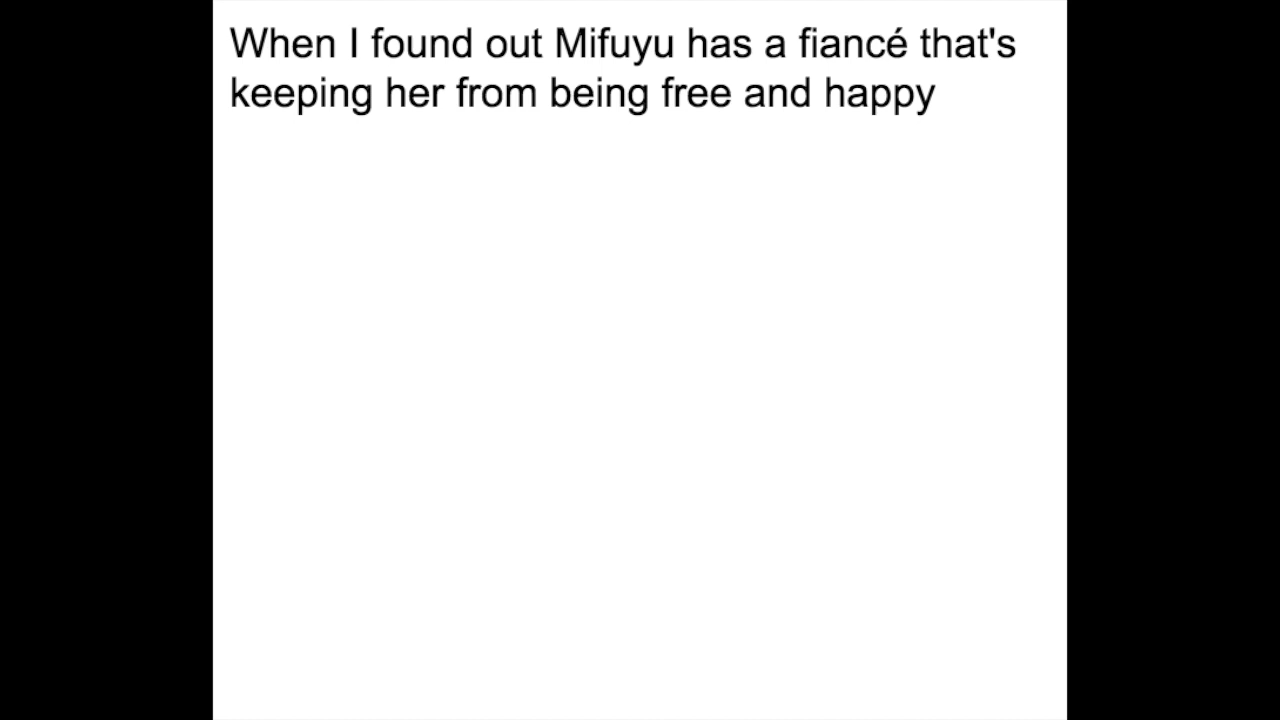 When I found out Mifuyu has a fiancé that's
keeping her from being free and happy